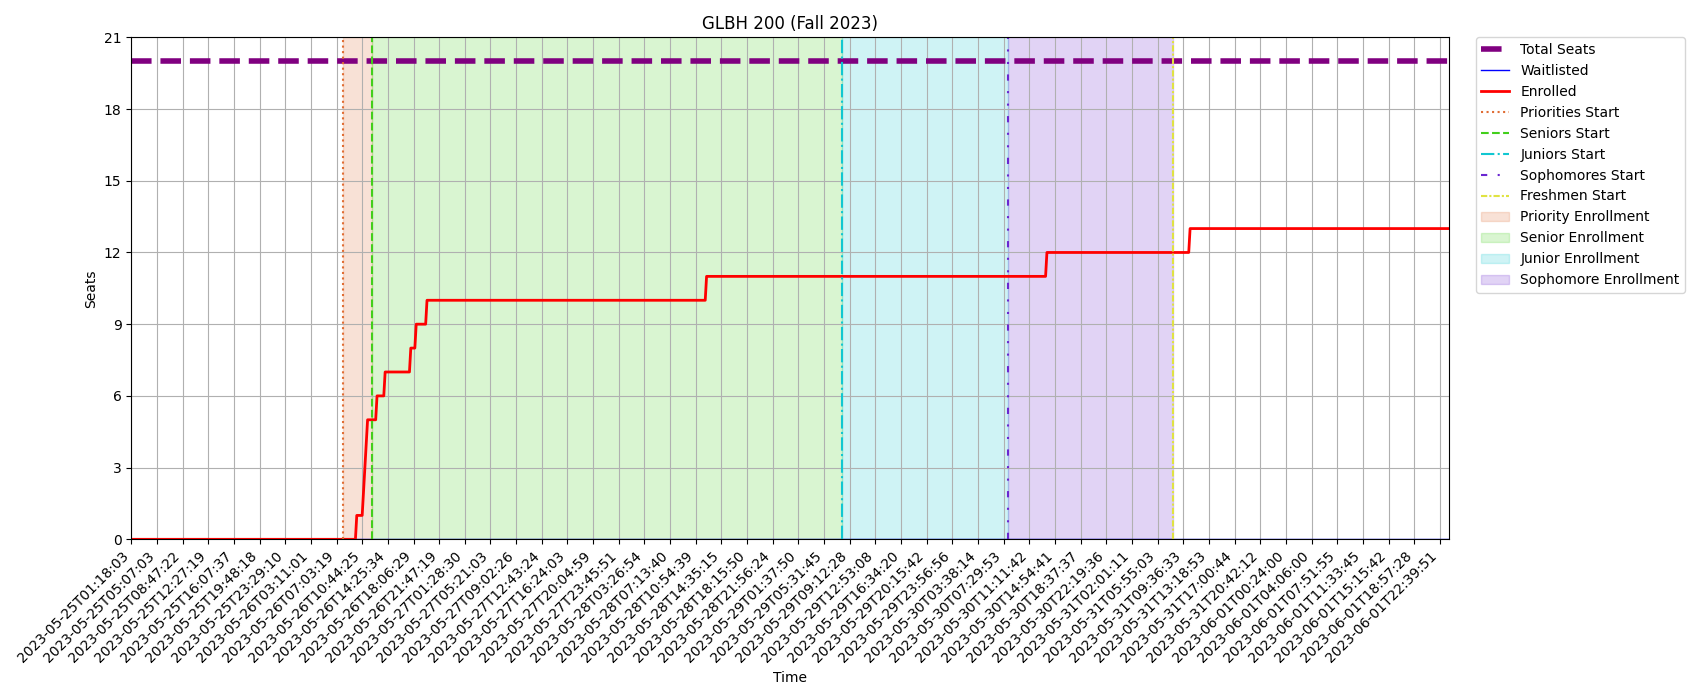 GLBH 200 (Fall 2023)
21
18
15
12
9
6
3
0
Seats
2023-05-25T01:18:03
2023-05-25T05:07:03
2023-05-25T08:47:22
2023-05-25T12:27:19
2023-05-25T16:07:37
2023-05-25T19:48:18
2023-05-25T23:29:10
2023-05-26T03:11:01
2023-05-26T07:03:19
2023-05-26T10:44:25
2023-05-26T14:25:34
2023-05-26T18:06:29
2023-05-26T21:47:19
2023-05-27T01:28:30
2023-05-27T05:21:03
2023-05-27T09:02:26
2023-05-27T12:43:24
2023-05-27T16:24:03
2023-05-27T20:04:59
2023-05-27T23:45:51
2023-05-28T03:26:54
2023-05-28T07:13:40
2023-05-28T10:54:39
2023-05-28T14:35:15
2023-05-28T18:15:50
2023-05-28T21:56:24
2023-05-29T01:37:50
2023-05-29T05:31:45
2023-05-29T09:12:28
2023-05-29T12:53:08
2023-05-29T16:34:20
2023-05-29T20:15:42
2023-05-29T23:56:56
2023-05-30T03:38:14
2023-05-30T07:29:53
2023-05-30T11:11:42
2023-05-30T14:54:41
2023-05-30T18:37:37
2023-05-30T22:19:36
2023-05-31T02:01:11
2023-05-31T05:55:03
2023-05-31T09:36:33
2023-05-31T13:18:53
2023-05-31T17:00:44
2023-05-31T20:42:12
2023-06-01T00:24:00
2023-06-01T04:06:00
2023-06-01T07:51:55
2023-06-01T11:33:45
2023-06-01T15:15:42
2023-06-01T18:57:28
2023-06-01T22:39:51
Time
Total Seats
Waitlisted
Enrolled
Priorities Start
Seniors Start
Juniors Start
Sophomores Start
Freshmen Start
Priority Enrollment
Senior Enrollment
Junior Enrollment
Sophomore Enrollment